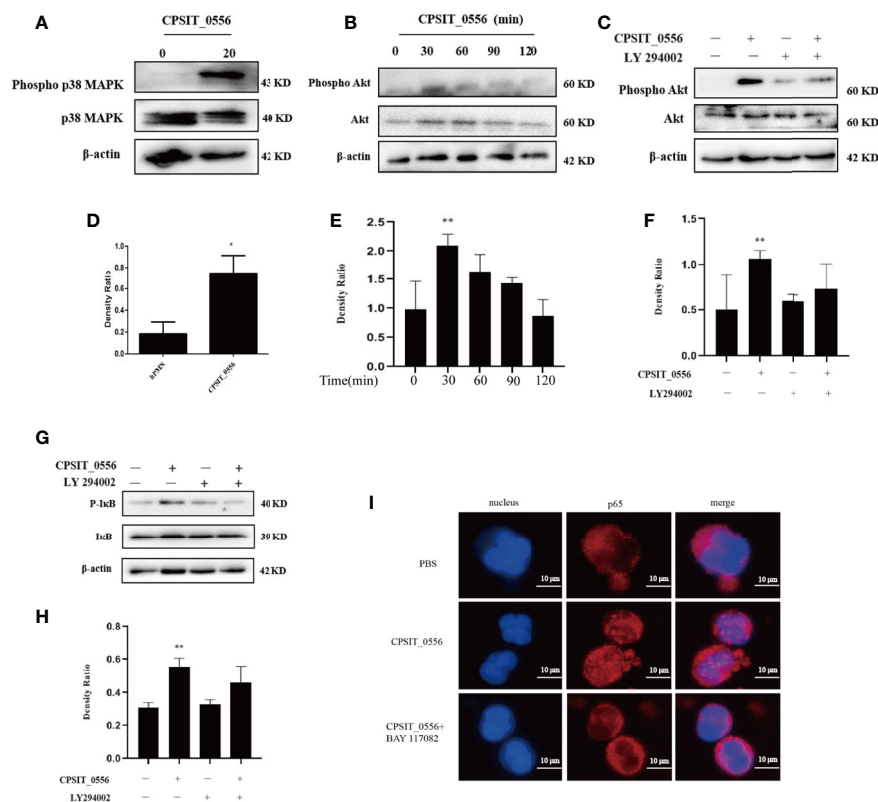 A
CPSIT_0556
0 20
Phospho p38 MAPK 43 KD
p38 MAPK 40 KD
β-actin 42 KD
B
CPSIT_0556 (min)
0 30 60 90 120
Phospho Akt 60 KD
Akt 60 KD
β-actin 42 KD
C
CPSIT_0556 — + — +
LY 294002 — — + +
Phospho Akt 60 KD
Akt 60 KD
β-actin 42 KD
D
*
Density Ratio
1.0
0.8
0.6
0.4
0.2
0.0
hPMN CPSIT_0556
E
**
Density Ratio
2.5
2.0
1.5
1.0
0.5
0.0
Time(min) 0 30 60 90 120
F
**
Density Ratio
1.5
1.0
0.5
0.0
CPSIT_0556 — + — +
LY294002 — — + +
G
CPSIT_0556 — + — +
LY 294002 — — + +
P-IκB 40 KD
IκB 39 KD
β-actin 42 KD
H
**
Density Ratio
0.8
0.6
0.4
0.2
0.0
CPSIT_0556 — + — +
LY294002 — — + +
I
nucleus p65 merge
PBS
10 μm 10 μm 10 μm
CPSIT_0556
10 μm 10 μm 10 μm
CPSIT_0556+
BAY 117082
10 μm 10 μm 10 μm